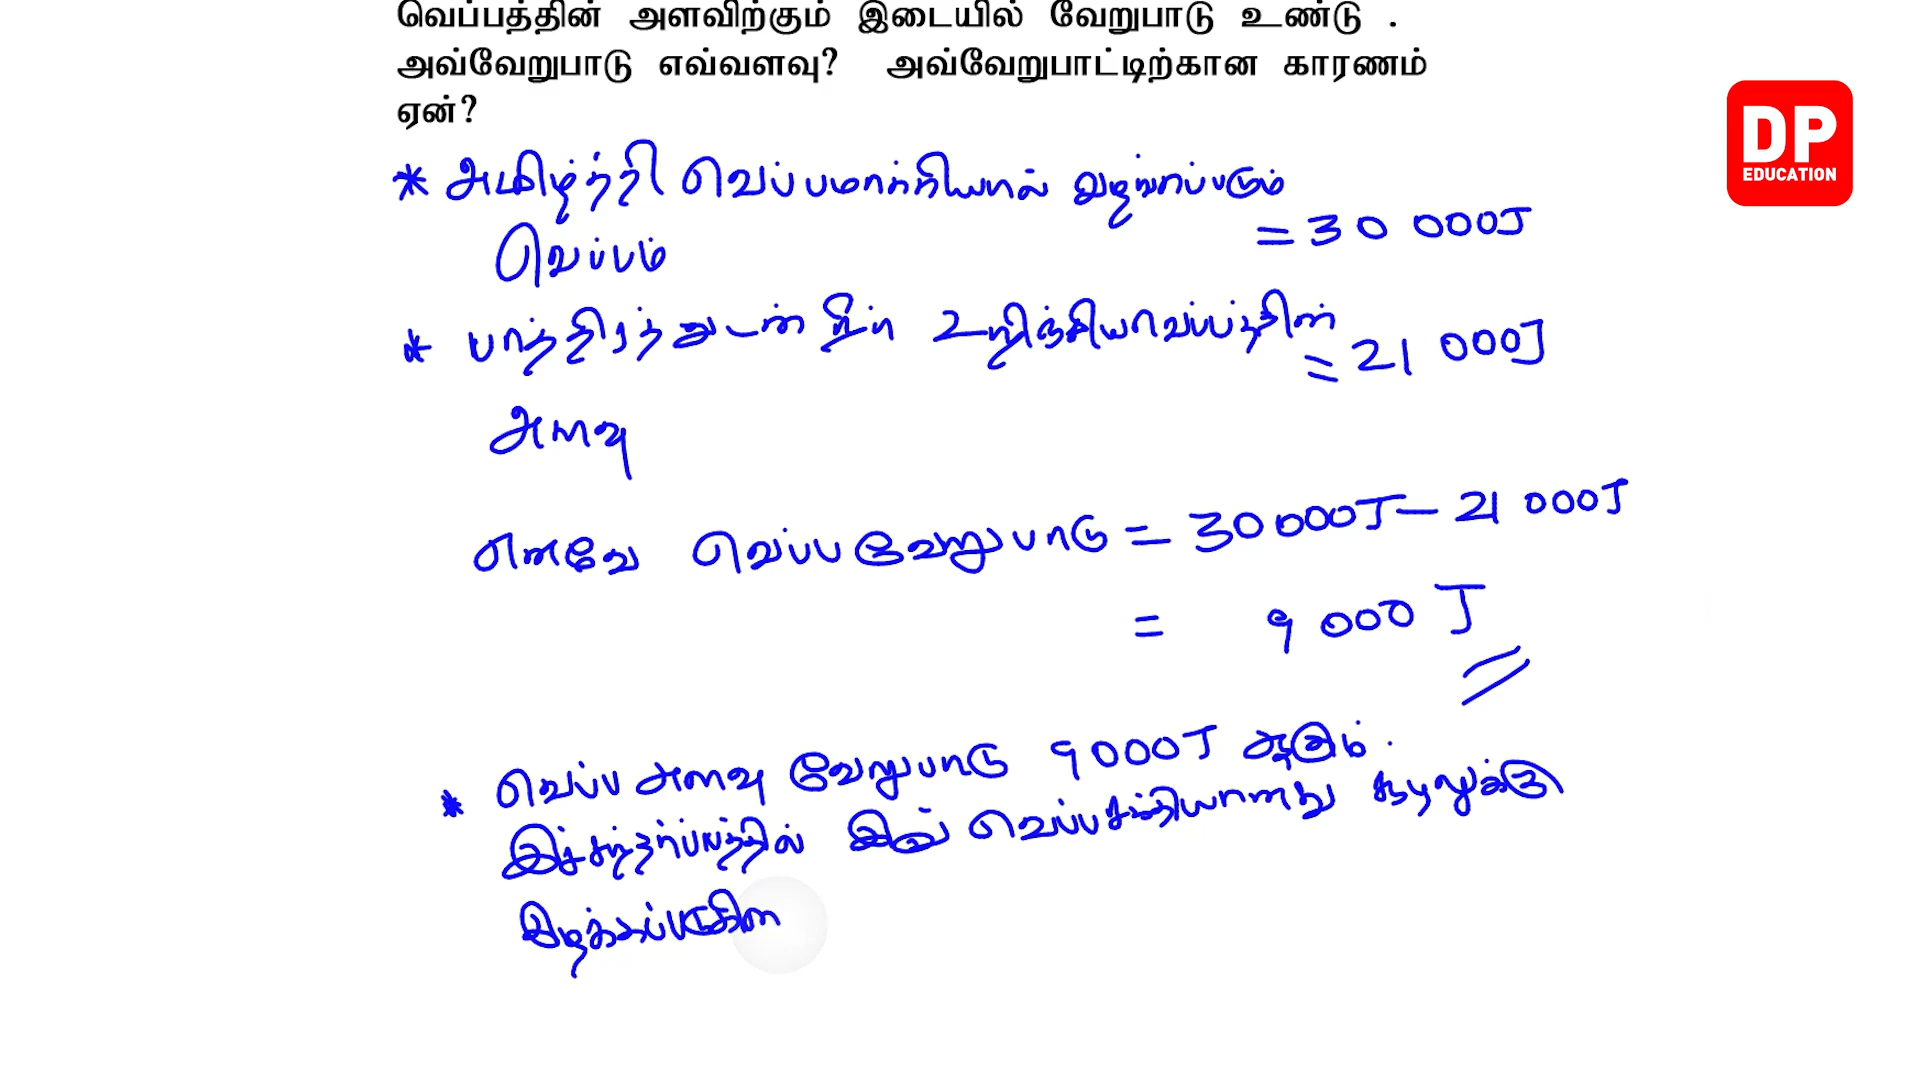 வெப்பத்தின் அளவிற்கும் இடையில் வேறுபாடு உண்டு .
அவ்வேறுபாடு எவ்வளவு? அவ்வேறுபாட்டிற்கான காரணம்
ஏன்?
DP
EDUCATION
* அமிழ்த்தி வெப்பமாக்கியால் வழங்கப்படும்
வெப்பம் = 30 000J
* பாத்திரத்துடன் நீர் உறிஞ்சிய வெப்பத்தின்
அளவு = 21 000J
எனவே வெப்ப வேறுபாடு = 30 000J - 21 000J
= 9 000 J
* வெப்ப அளவு வேறுபாடு 9000J ஆகும்.
இச்சந்தர்ப்பத்தில் இவ் வெப்பசக்தியானது சூழலுக்கு
இழக்கப்படுகின